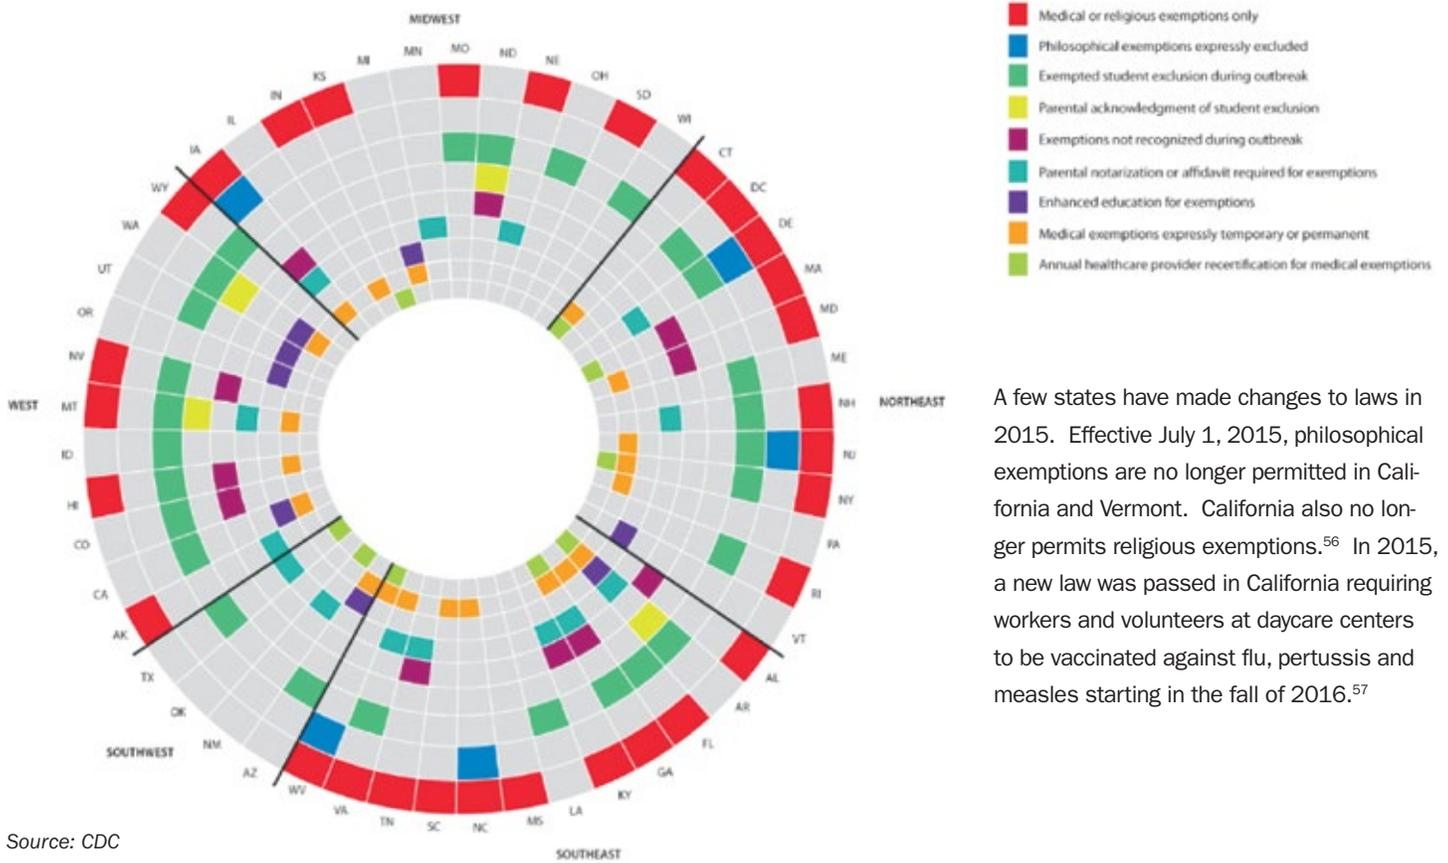 MIDWEST
MO
MN
ND
MI
NE
KS
OH
IN
SD
IL
WI
IA
CT
WY
DC
WA
DE
UT
MA
OR
MD
NV
ME
WEST
MT
NH
NORTHEAST
ID
NJ
HI
NY
CO
PA
CA
RI
AK
VT
TX
AL
OK
AR
SOUTHWEST
NM
FL
AZ
GA
WV
KY
VA
LA
TN
MS
SC
NC
SOUTHEAST
Source: CDC
Medical or religious exemptions only
Philosophical exemptions expressly excluded
Exempted student exclusion during outbreak
Parental acknowledgment of student exclusion
Exemptions not recognized during outbreak
Parental notarization or affidavit required for exemptions
Enhanced education for exemptions
Medical exemptions expressly temporary or permanent
Annual healthcare provider recertification for medical exemptions
A few states have made changes to laws in
2015.  Effective July 1, 2015, philosophical
exemptions are no longer permitted in Cali-
fornia and Vermont.  California also no lon-
ger permits religious exemptions.⁵⁶  In 2015,
a new law was passed in California requiring
workers and volunteers at daycare centers
to be vaccinated against flu, pertussis and
measles starting in the fall of 2016.⁵⁷